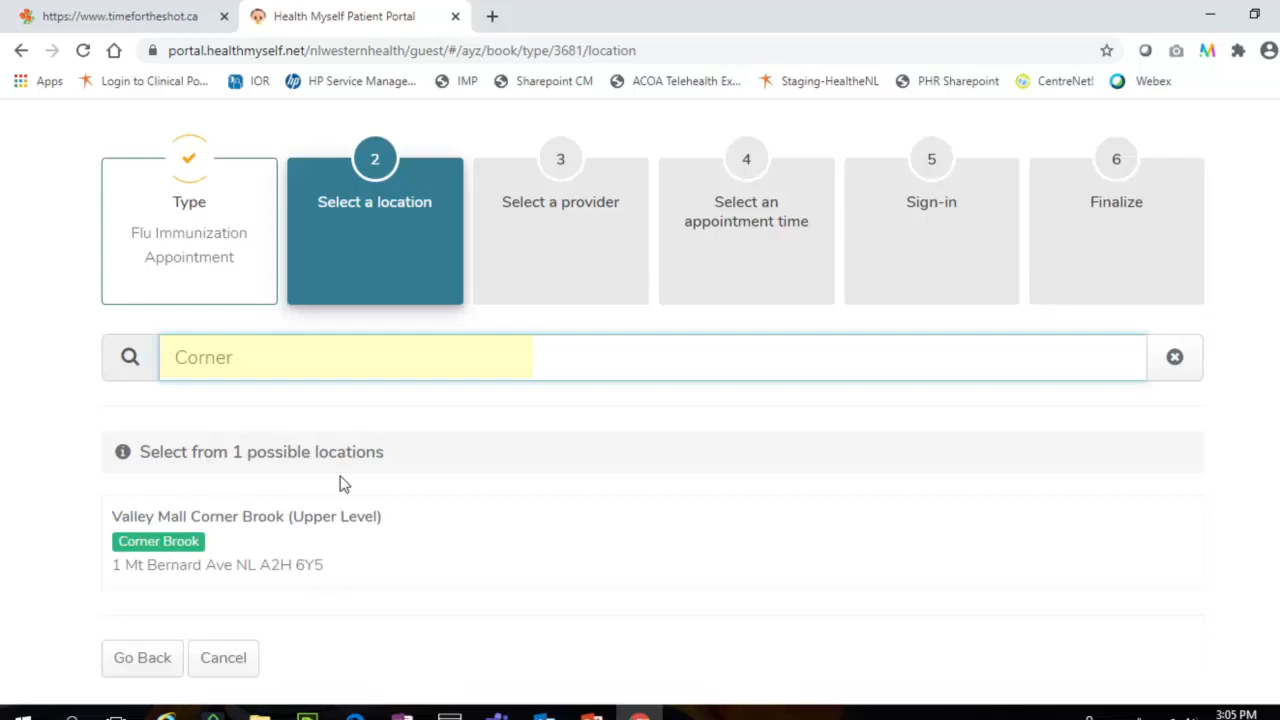 https://www.timefortheshot.ca
Health Myself Patient Portal
portal.healthmyself.net/nlwesternhealth/guest/#/ayz/book/type/3681/location
Apps
Login to Clinical Po...
IOR
HP Service Manage...
IMP
Sharepoint CM
ACOA Telehealth Ex...
Staging-HealtheNL
PHR Sharepoint
CentreNet!
Webex
2
3
4
5
6
Type
Select a location
Select a provider
Select an
appointment time
Sign-in
Finalize
Flu Immunization
Appointment
Corner
Select from 1 possible locations
Valley Mall Corner Brook (Upper Level)
Corner Brook
1 Mt Bernard Ave NL A2H 6Y5
Go Back
Cancel
3:05 PM